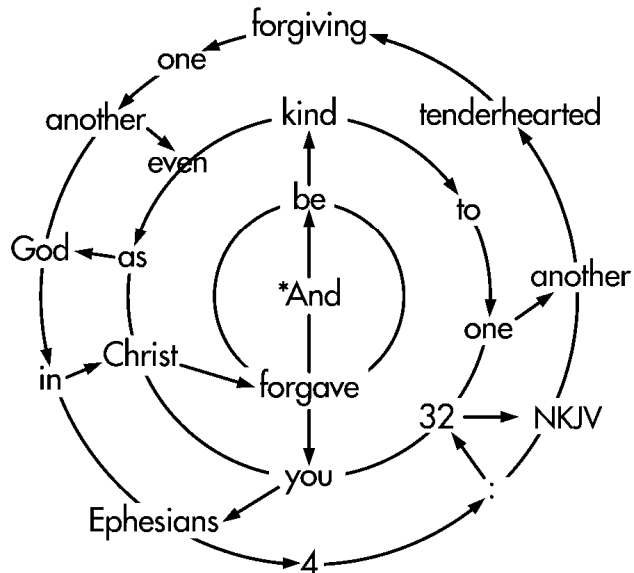 *And
be
kind
to
one
another
tenderhearted
forgiving
one
another
even
as
God
in
Christ
forgave
you
Ephesians
4
:
32
NKJV